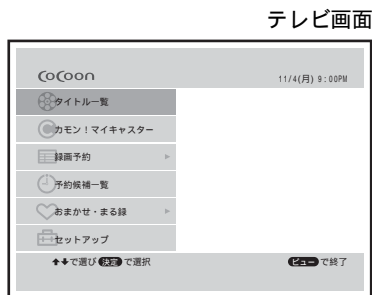 テレビ画面
CoCoon
11/4(月) 9:00PM
タイトル一覧
カモン!マイキャスター
録画予約
予約候補一覧
おまかせ・まる録
セットアップ
↑↓で選び 決定 で選択
ビュー で終了